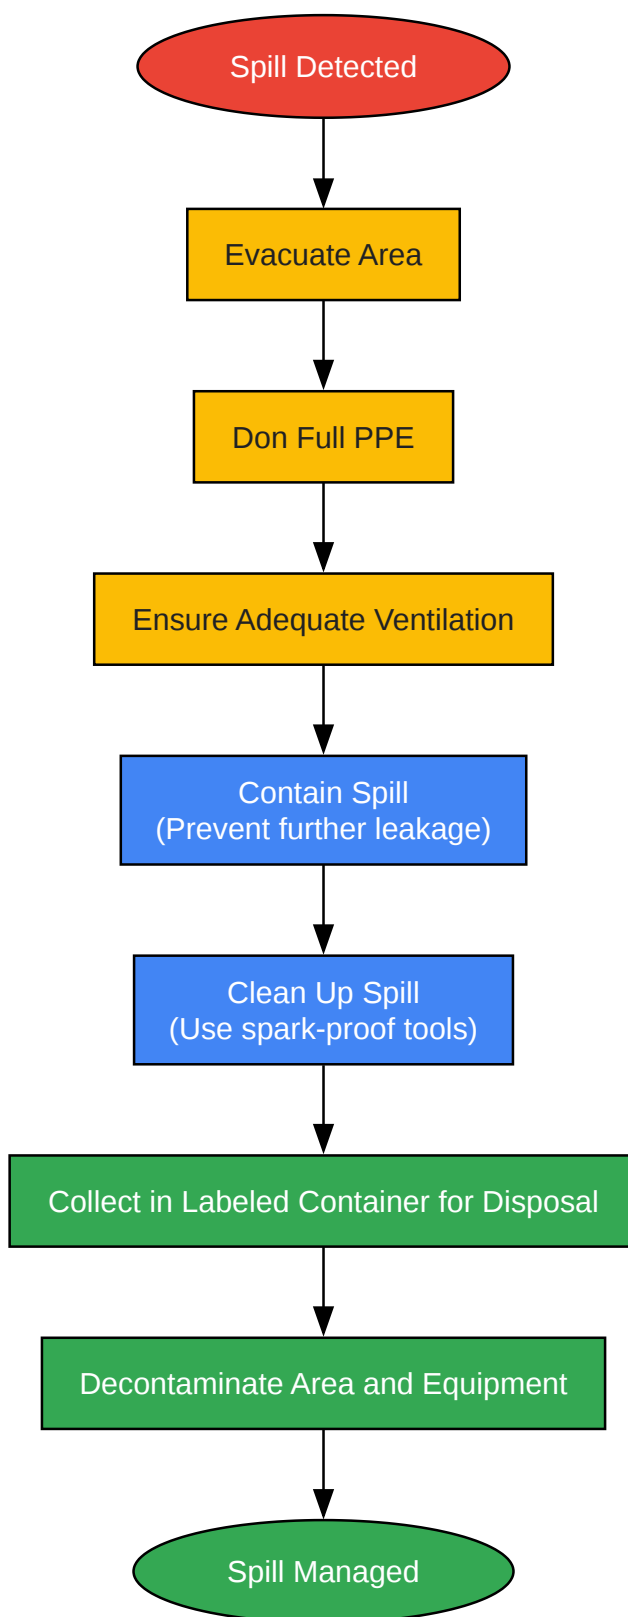 Spill Detected
Evacuate Area
Don Full PPE
Ensure Adequate Ventilation
Contain Spill
(Prevent further leakage)
Clean Up Spill
(Use spark-proof tools)
Collect in Labeled Container for Disposal
Decontaminate Area and Equipment
Spill Managed